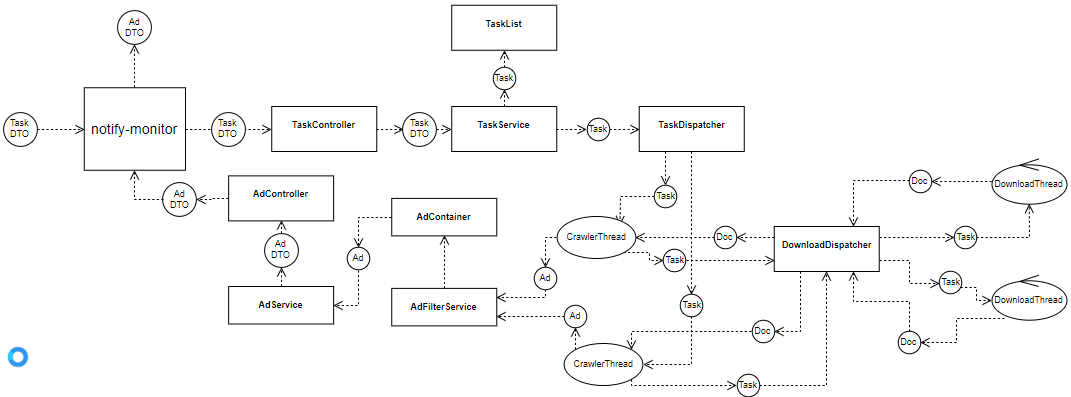 Ad
DTO
TaskList
Task
Task
DTO
notify-monitor
Task
DTO
TaskController
Task
DTO
TaskService
Task
TaskDispatcher
Ad
DTO
AdController
Task
Doc
DownloadThread
AdContainer
Ad
DTO
Ad
CrawlerThread
Doc
Task
DownloadDispatcher
Task
AdService
AdFilterService
Ad
Task
Task
DownloadThread
Ad
Doc
Doc
CrawlerThread
Task